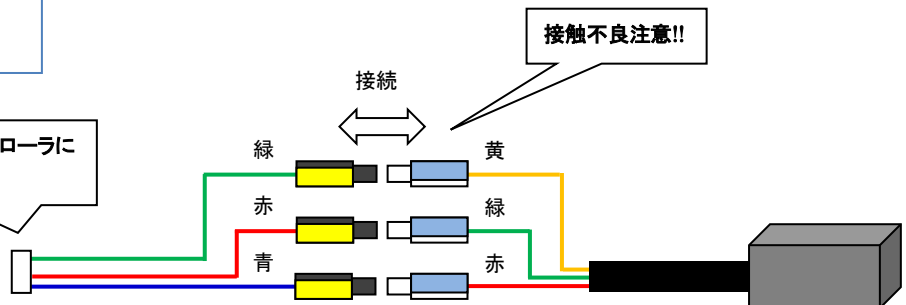 接触不良注意!!
接続
ローラに
緑 黄
赤 緑
青 赤